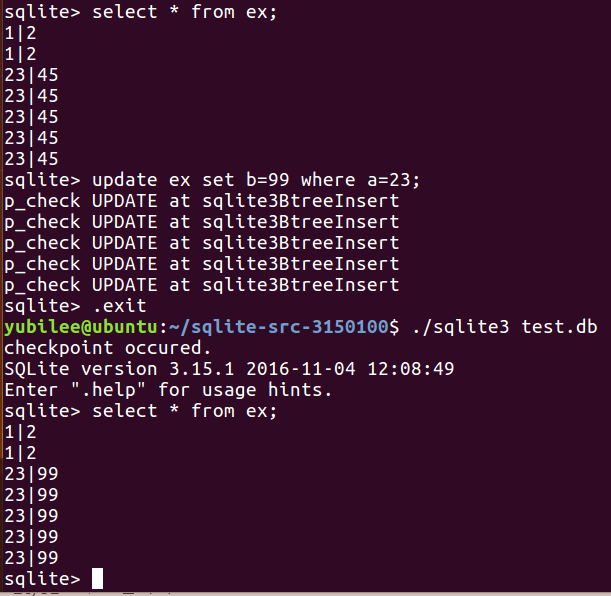 sqlite> select * from ex;
1|2
1|2
23|45
23|45
23|45
23|45
23|45
sqlite> update ex set b=99 where a=23;
p_check UPDATE at sqlite3BtreeInsert
p_check UPDATE at sqlite3BtreeInsert
p_check UPDATE at sqlite3BtreeInsert
p_check UPDATE at sqlite3BtreeInsert
p_check UPDATE at sqlite3BtreeInsert
sqlite> .exit
yubilee@ubuntu:~/sqlite-src-3150100$ ./sqlite3 test.db
checkpoint occured.
SQLite version 3.15.1 2016-11-04 12:08:49
Enter ".help" for usage hints.
sqlite> select * from ex;
1|2
1|2
23|99
23|99
23|99
23|99
23|99
sqlite>